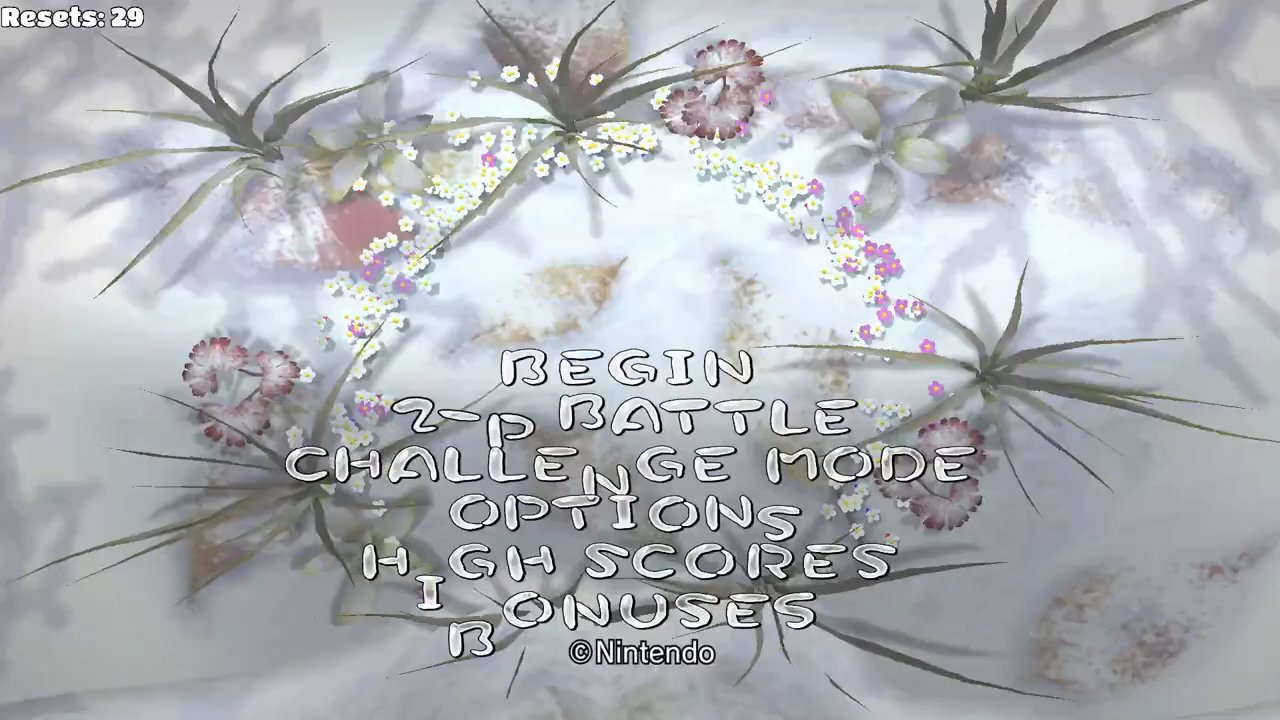 Resets: 29
BEGIN
2-P BATTLE
CHALLENGE MODE
OPTIONS
HIGH SCORES
BONUSES
©Nintendo